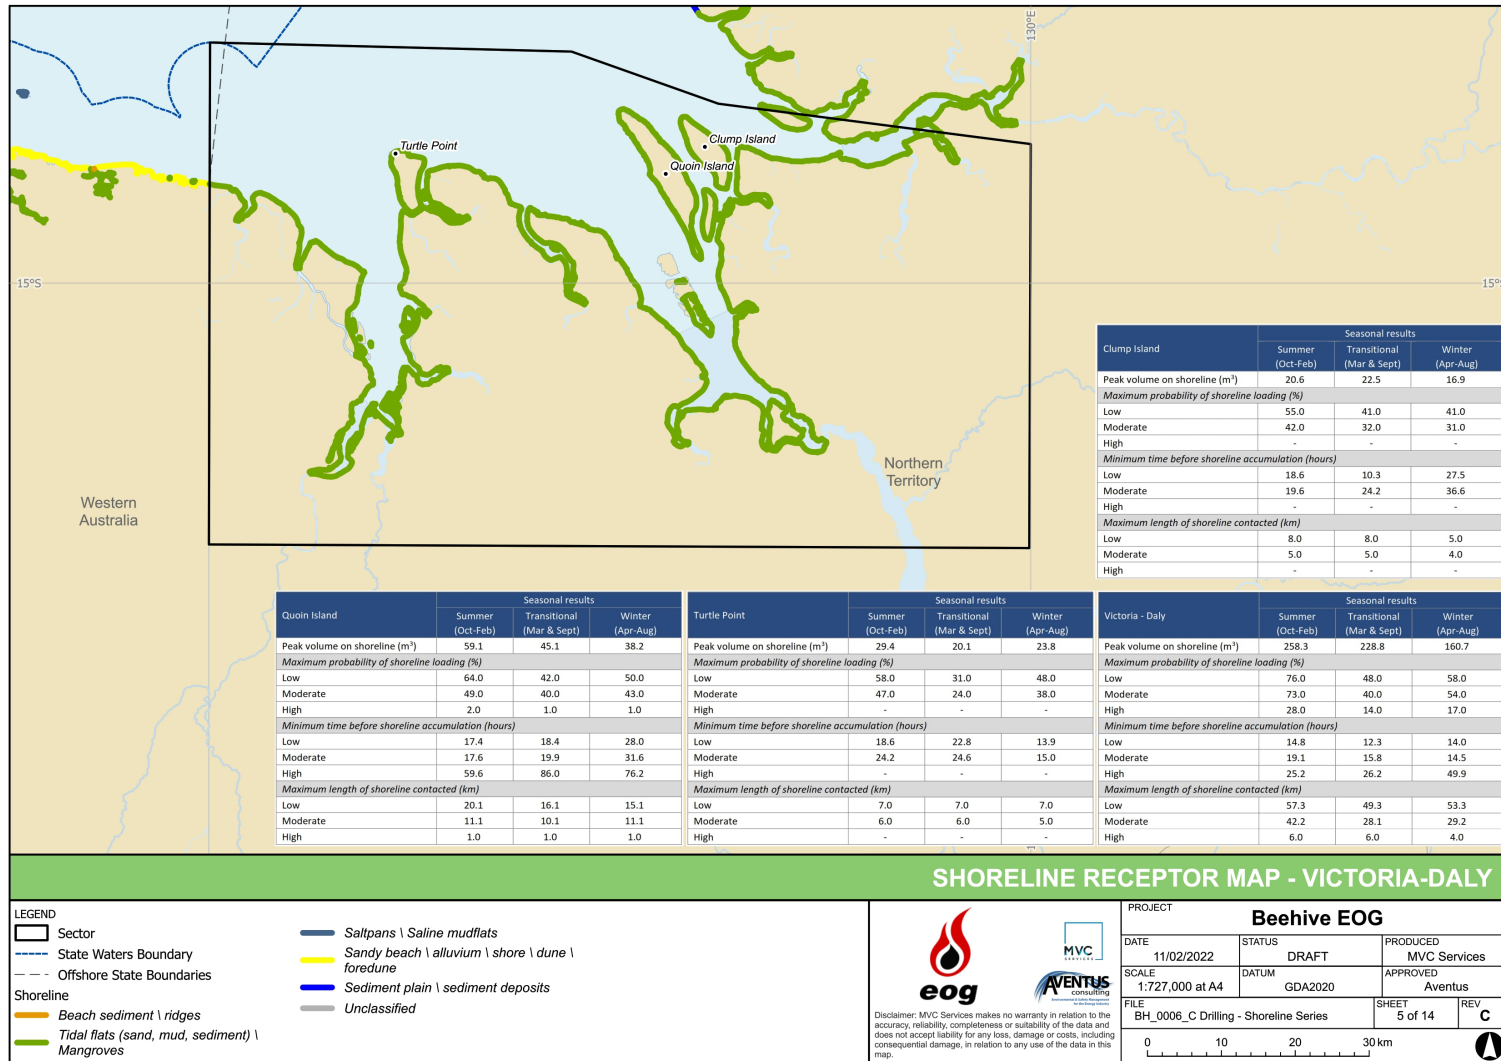 130°E
Turtle Point
Clump Island
Quoin Island
15°S
15°S
Northern
Territory
Western
Australia
Clump Island
Seasonal results
Summer (Oct-Feb) Transitional (Mar & Sept) Winter (Apr-Aug)
Peak volume on shoreline (m³) 20.6 22.5 16.9
Maximum probability of shoreline loading (%)
Low 55.0 41.0 41.0
Moderate 42.0 32.0 31.0
High - - -
Minimum time before shoreline accumulation (hours)
Low 18.6 10.3 27.5
Moderate 19.6 24.2 36.6
High - - -
Maximum length of shoreline contacted (km)
Low 8.0 8.0 5.0
Moderate 5.0 5.0 4.0
High - - -
Quoin Island
Seasonal results
Summer (Oct-Feb) Transitional (Mar & Sept) Winter (Apr-Aug)
Peak volume on shoreline (m³) 59.1 45.1 38.2
Maximum probability of shoreline loading (%)
Low 64.0 42.0 50.0
Moderate 49.0 40.0 43.0
High 2.0 1.0 1.0
Minimum time before shoreline accumulation (hours)
Low 17.4 18.4 28.0
Moderate 17.6 19.9 31.6
High 59.6 86.0 76.2
Maximum length of shoreline contacted (km)
Low 20.1 16.1 15.1
Moderate 11.1 10.1 11.1
High 1.0 1.0 1.0
Turtle Point
Seasonal results
Summer (Oct-Feb) Transitional (Mar & Sept) Winter (Apr-Aug)
Peak volume on shoreline (m³) 29.4 20.1 23.8
Maximum probability of shoreline loading (%)
Low 58.0 31.0 48.0
Moderate 47.0 24.0 38.0
High - - -
Minimum time before shoreline accumulation (hours)
Low 18.6 22.8 13.9
Moderate 24.2 24.6 15.0
High - - -
Maximum length of shoreline contacted (km)
Low 7.0 7.0 7.0
Moderate 6.0 6.0 5.0
High - - -
Victoria - Daly
Seasonal results
Summer (Oct-Feb) Transitional (Mar & Sept) Winter (Apr-Aug)
Peak volume on shoreline (m³) 258.3 228.8 160.7
Maximum probability of shoreline loading (%)
Low 76.0 48.0 58.0
Moderate 73.0 40.0 54.0
High 28.0 14.0 17.0
Minimum time before shoreline accumulation (hours)
Low 14.8 12.3 14.0
Moderate 19.1 15.8 14.5
High 25.2 26.2 49.9
Maximum length of shoreline contacted (km)
Low 57.3 49.3 53.3
Moderate 42.2 28.1 29.2
High 6.0 6.0 4.0
SHORELINE RECEPTOR MAP - VICTORIA-DALY
LEGEND
Sector
State Waters Boundary
Offshore State Boundaries
Shoreline
Beach sediment \ ridges
Tidal flats (sand, mud, sediment) \
Mangroves
Saltpans \ Saline mudflats
Sandy beach \ alluvium \ shore \ dune \
foredune
Sediment plain \ sediment deposits
Unclassified
eog
MVC
SERVICES
AVENTUS
consulting
Environmental & Safety Management
for the Energy Industry
Disclaimer: MVC Services makes no warranty in relation to the
accuracy, reliability, completeness or suitability of the data and
does not accept liability for any loss, damage or costs, including
consequential damage, in relation to any use of the data in this
map.
PROJECT
Beehive EOG
DATE
11/02/2022
STATUS
DRAFT
PRODUCED
MVC Services
SCALE
1:727,000 at A4
DATUM
GDA2020
APPROVED
Aventus
FILE
BH_0006_C Drilling - Shoreline Series
SHEET
5 of 14
REV
C
0 10 20 30 km